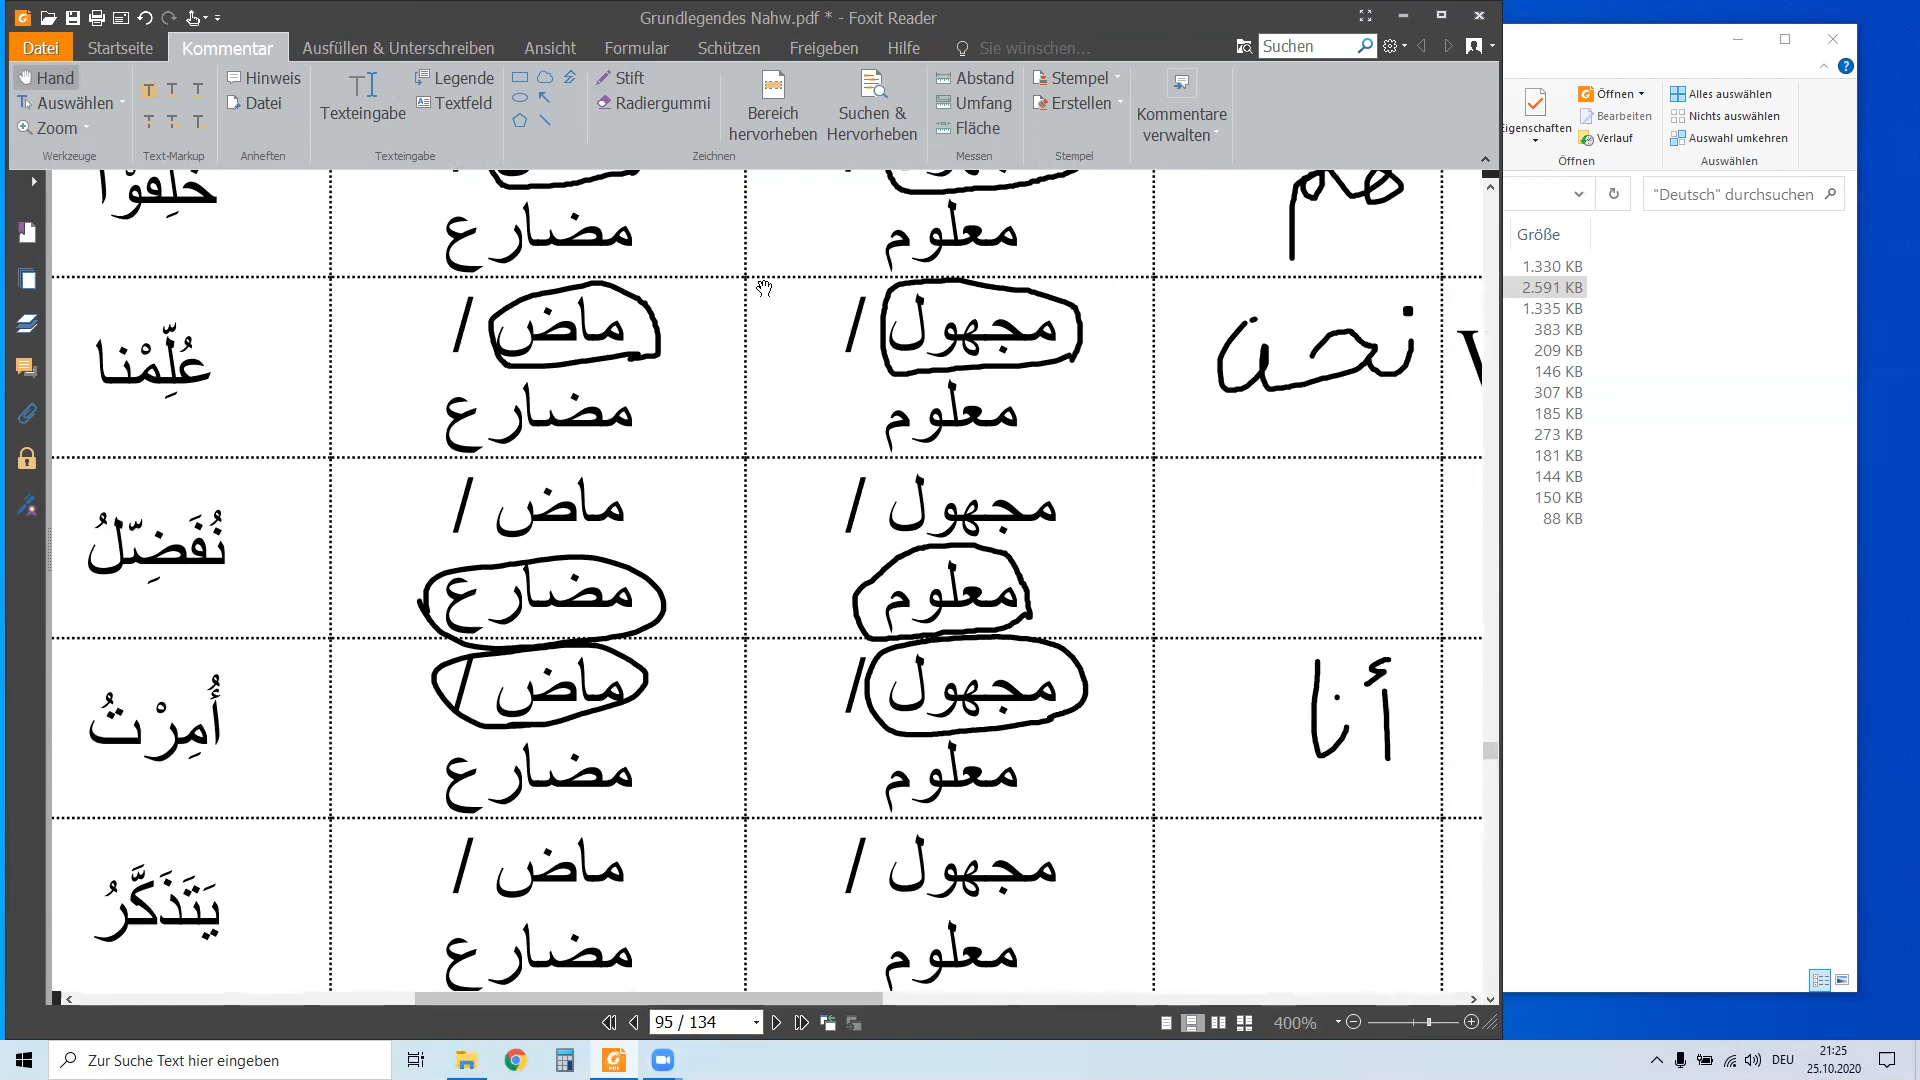 Grundlegendes Nahw.pdf * - Foxit Reader
Datei Startseite Kommentar Ausfüllen & Unterschreiben Ansicht Formular Schützen Freigeben Hilfe Sie wünschen... Suchen
Hand
Auswählen
Zoom
Werkzeuge
Text-Markup
Hinweis
Datei
Anheften
Texteingabe
Legende
Textfeld
Texteingabe
Stift
Radiergummi
Bereich hervorheben
Suchen & Hervorheben
Zeichnen
Abstand
Umfang
Fläche
Messen
Stempel
Erstellen
Stempel
Kommentare verwalten
Eigenschaften
Öffnen
Bearbeiten
Verlauf
Öffnen
Alles auswählen
Nichts auswählen
Auswahl umkehren
Auswählen
"Deutsch" durchsuchen
Größe
1.330 KB
2.591 KB
1.335 KB
383 KB
209 KB
146 KB
307 KB
185 KB
273 KB
181 KB
144 KB
150 KB
88 KB
هم
معلوم
مضارع
نحن
مجهول /
معلوم
ماض /
مضارع
عُلِّمْنا
مجهول /
معلوم
ماض /
مضارع
نُفَضِّلُ
أنا
مجهول /
معلوم
ماض /
مضارع
أُمِرْتُ
مجهول /
معلوم
ماض /
مضارع
يَتَذَكَّرُ
95 / 134
400%
Zur Suche Text hier eingeben
DEU
21:25
25.10.2020